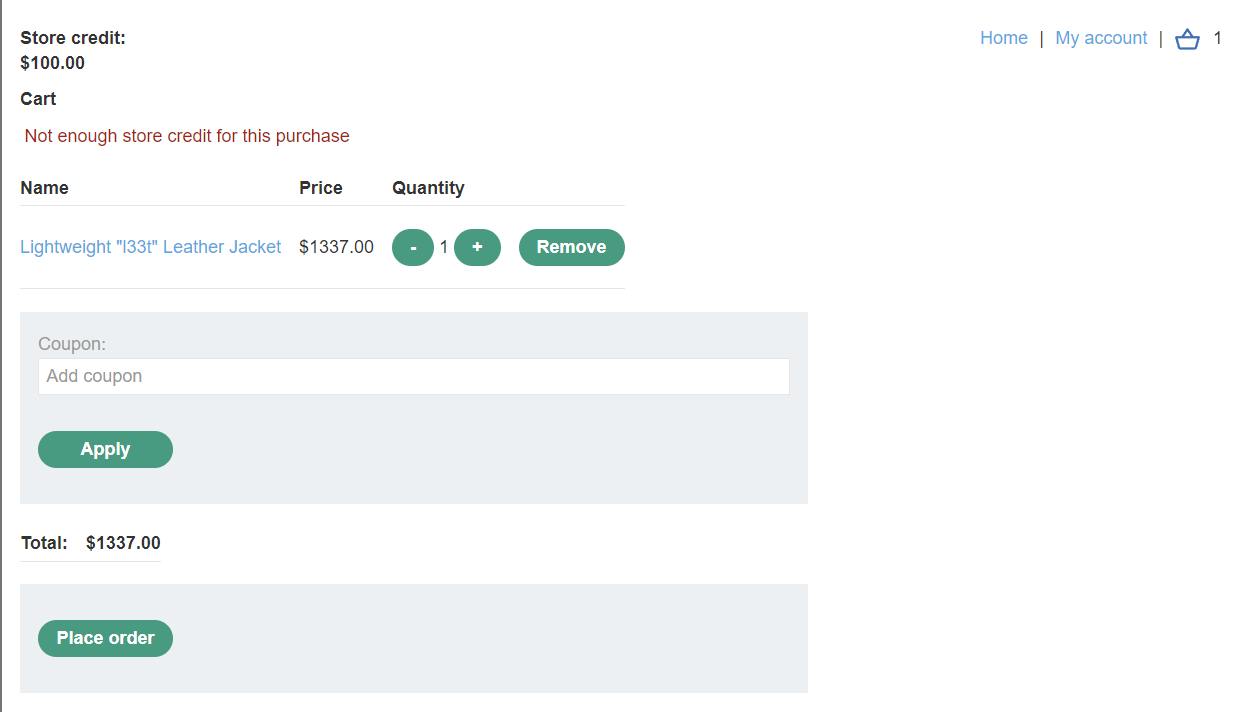 Store credit:
$100.00
Home | My account | 1
Cart
Not enough store credit for this purchase
Name Price Quantity
Lightweight "l33t" Leather Jacket $1337.00 - 1 + Remove
Coupon:
Add coupon
Apply
Total: $1337.00
Place order